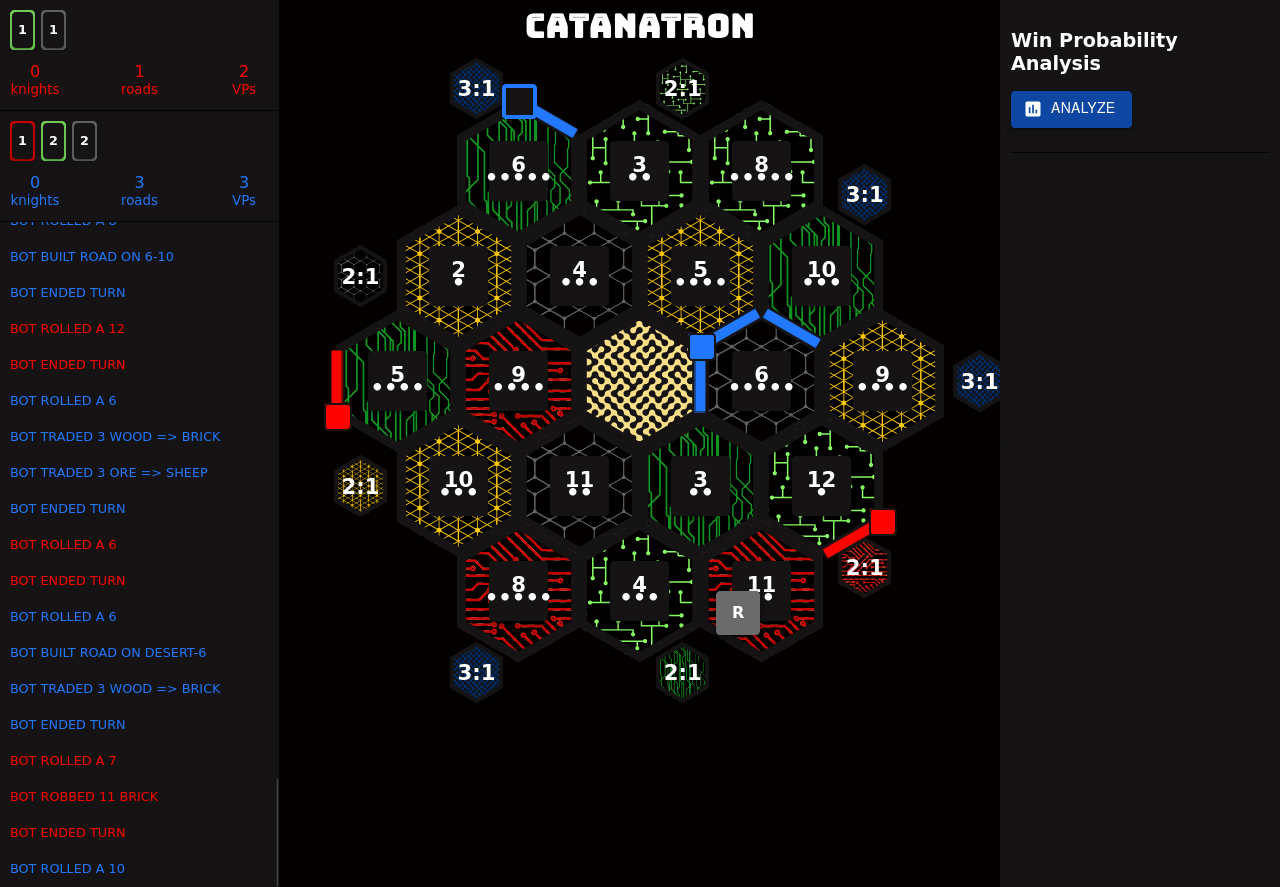 1 1
0 1 2
knights roads VPs
1 2 2
0 3 3
knights roads VPs
BOT BUILT ROAD ON 6-10
BOT ENDED TURN
BOT ROLLED A 12
BOT ENDED TURN
BOT ROLLED A 6
BOT TRADED 3 WOOD => BRICK
BOT TRADED 3 ORE => SHEEP
BOT ENDED TURN
BOT ROLLED A 6
BOT ENDED TURN
BOT ROLLED A 6
BOT BUILT ROAD ON DESERT-6
BOT TRADED 3 WOOD => BRICK
BOT ENDED TURN
BOT ROLLED A 7
BOT ROBBED 11 BRICK
BOT ENDED TURN
BOT ROLLED A 10
CATANATRON
3:1 2:1
6 3 8
3:1
2:1 2 4 5 10
5 9 6 9 3:1
2:1 10 11 3 12
2:1
8 4 11
R
3:1 2:1
Win Probability
Analysis
ANALYZE